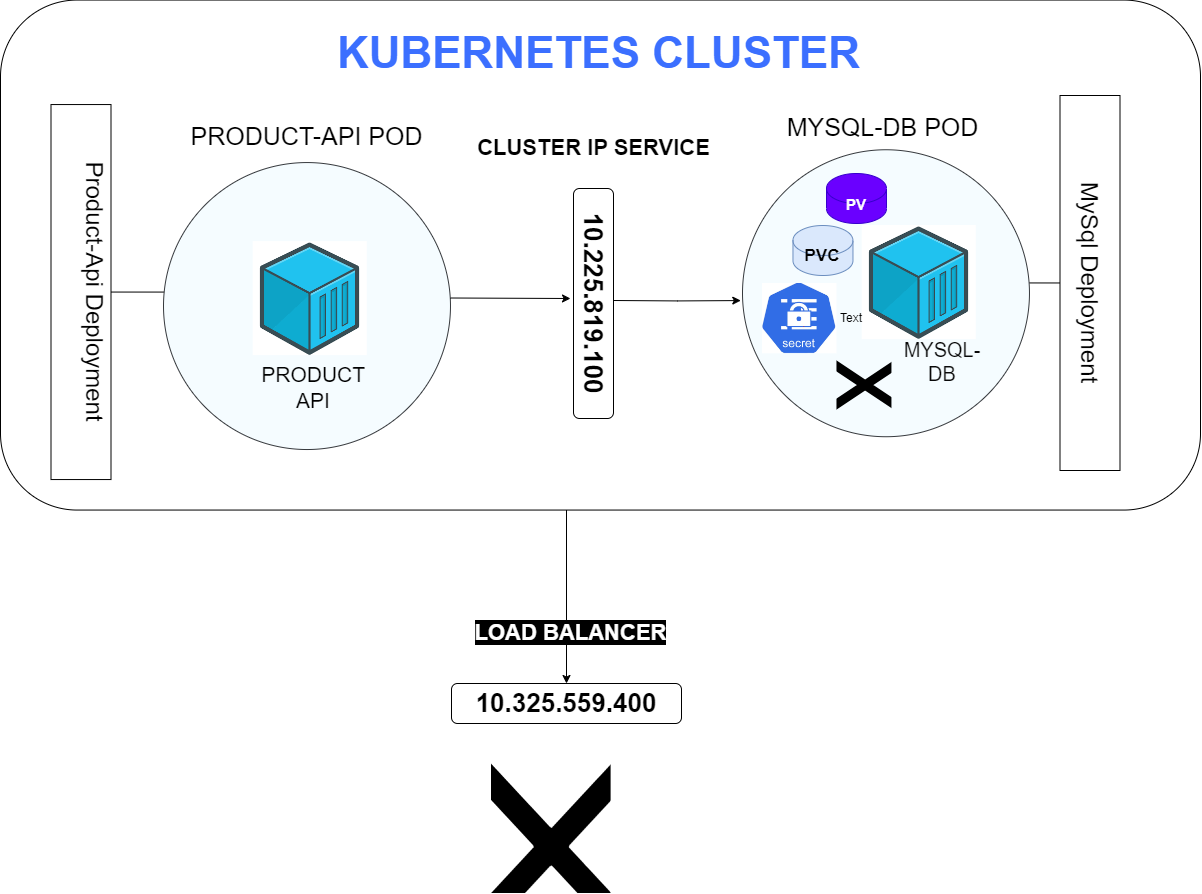 KUBERNETES CLUSTER
Product-Api Deployment
PRODUCT-API POD
PRODUCT
API
CLUSTER IP SERVICE
10.225.819.100
MYSQL-DB POD
PV
PVC
secret
Text
MYSQL-
DB
MySql Deployment
LOAD BALANCER
10.325.559.400